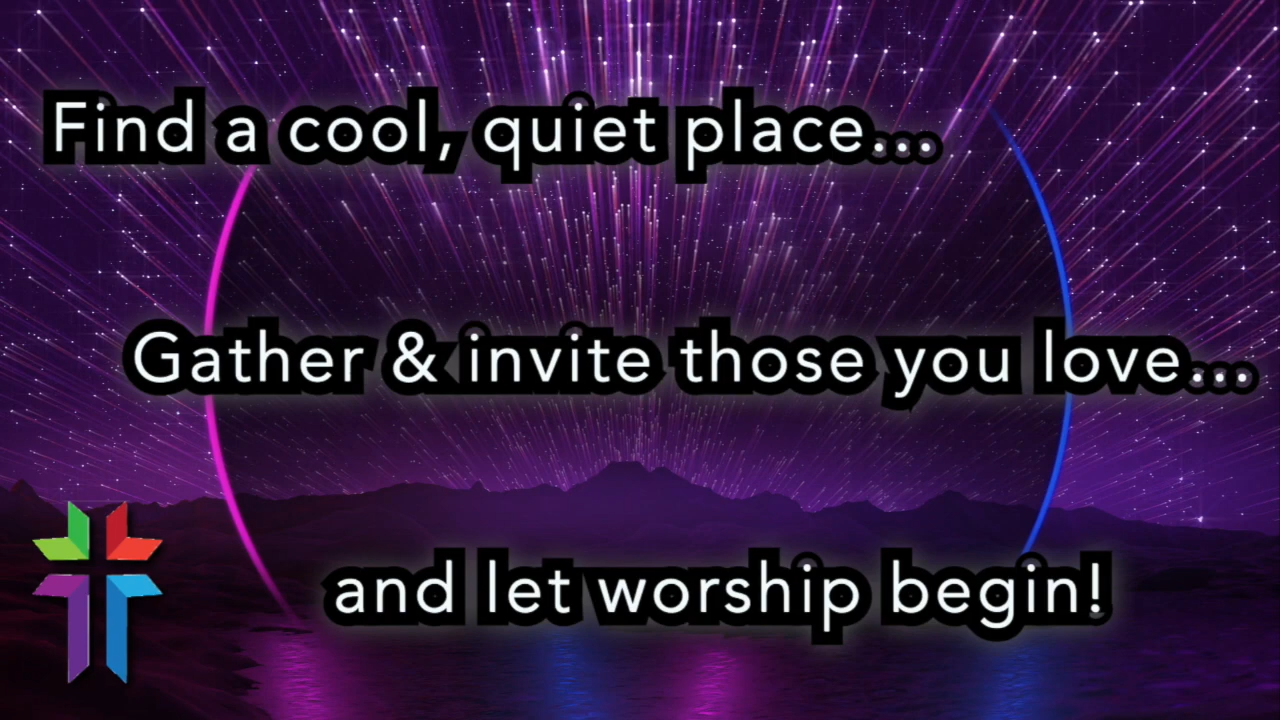 Find a cool, quiet place...
Gather & invite those you love...
and let worship begin!